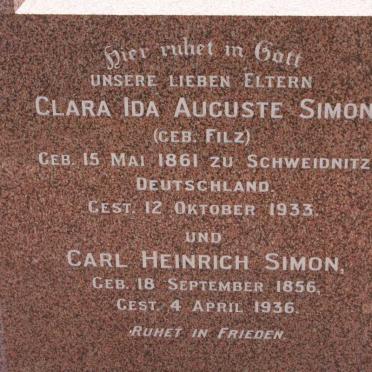 Hier ruhet in Gott
UNSERE LIEBEN ELTERN
CLARA IDA AUGUSTE SIMON
(GEB. FILZ)
GEB. 15 MAI 1861 ZU SCHWEIDNITZ
DEUTSCHLAND.
GEST. 12 OKTOBER 1933.
UND
CARL HEINRICH SIMON,
GEB. 18 SEPTEMBER 1856,
GEST. 4 APRIL 1936.
RUHET IN FRIEDEN.